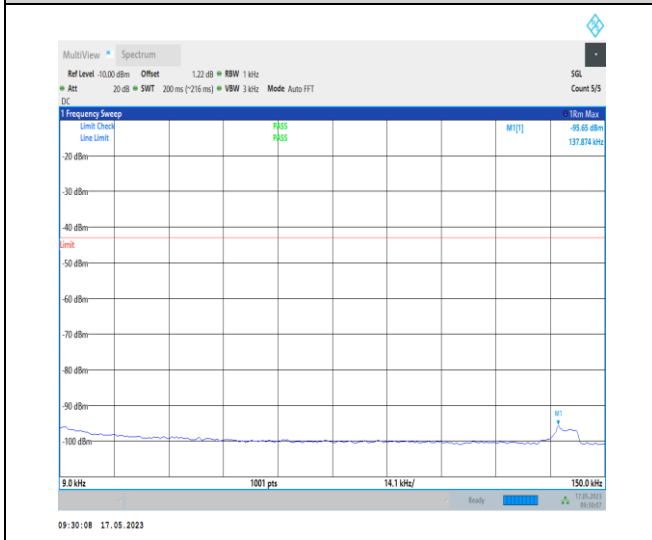 MultiView Spectrum
Ref Level -10.00 dBm Offset 1.22 dB RBW 1 kHz SGL
Att 20 dB SWT 200 ms (~216 ms) VBW 3 kHz Mode Auto FFT Count 5/5
DC
1 Frequency Sweep 1Rm Max
Limit Check PASS M1[1] -95.65 dBm
Line Limit PASS 137.874 kHz
-20 dBm
-30 dBm
-40 dBm
Limit
-50 dBm
-60 dBm
-70 dBm
-80 dBm
-90 dBm
M1
-100 dBm
9.0 kHz 1001 pts 14.1 kHz/ 150.0 kHz
Ready 17.05.2023
09:30:07
09:30:08 17.05.2023